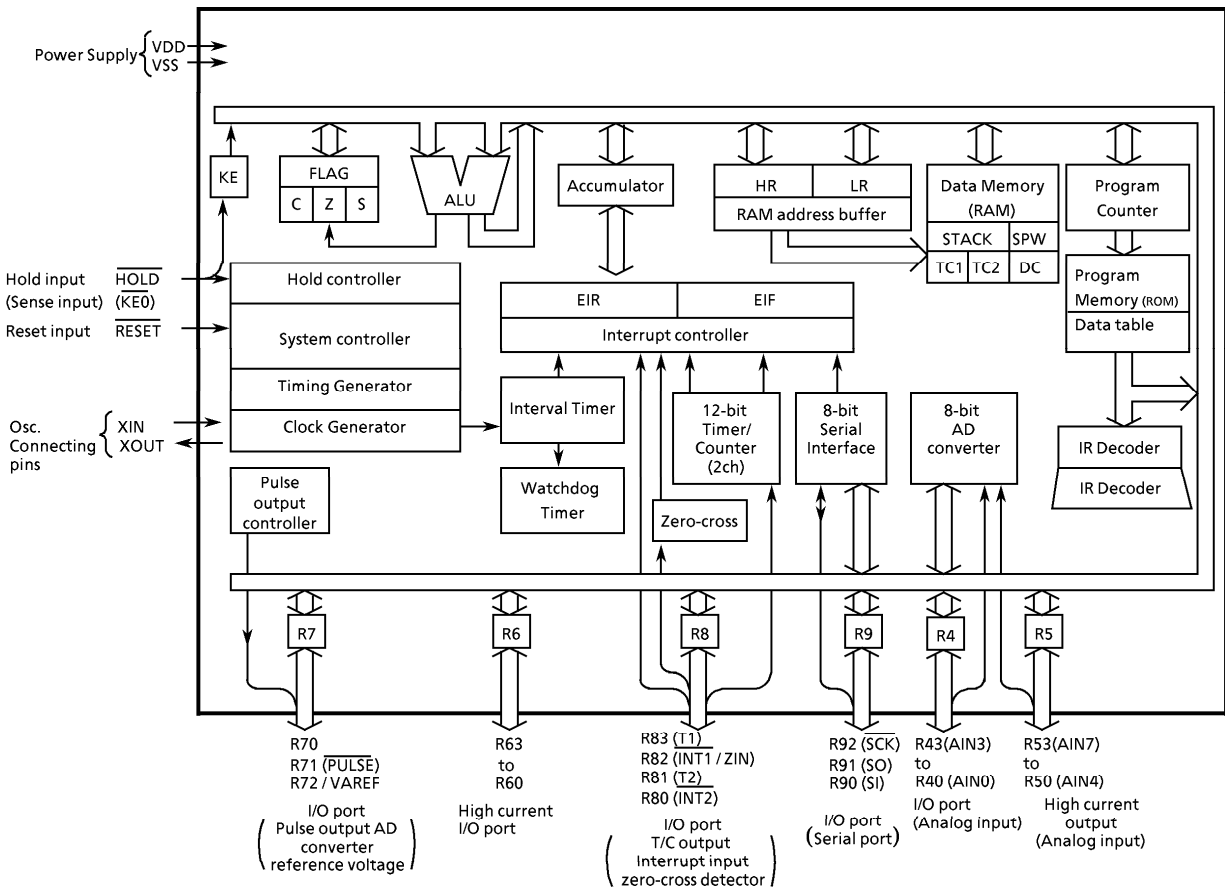 Power Supply
VDD
VSS
KE
FLAG
C Z S
ALU
Accumulator
HR LR
RAM address buffer
Data Memory
(RAM)
STACK SPW
TC1 TC2 DC
Program
Counter
Program
Memory (ROM)
Data table
Hold input HOLD
(Sense input) (KE0)
Reset input RESET
Osc.
Connecting
pins
XIN
XOUT
Hold controller
System controller
Timing Generator
Clock Generator
EIR EIF
Interrupt controller
Interval Timer
Watchdog
Timer
12-bit
Timer/
Counter
(2ch)
8-bit
Serial
Interface
8-bit
AD
converter
IR Decoder
IR Decoder
Pulse
output
controller
Zero-cross
R7 R6 R8 R9 R4 R5
R70
R71 (PULSE)
R72 / VAREF
I/O port
(Pulse output AD
converter
reference voltage)
R63
to
R60
High current
I/O port
R83 (T1)
R82 (INT1 / ZIN)
R81 (T2)
R80 (INT2)
I/O port
(T/C output
Interrupt input
zero-cross detector)
R92 (SCK)
R91 (SO)
R90 (SI)
I/O port
(Serial port)
R43(AIN3)
to
R40 (AIN0)
I/O port
(Analog input)
R53(AIN7)
to
R50 (AIN4)
High current
output
(Analog input)